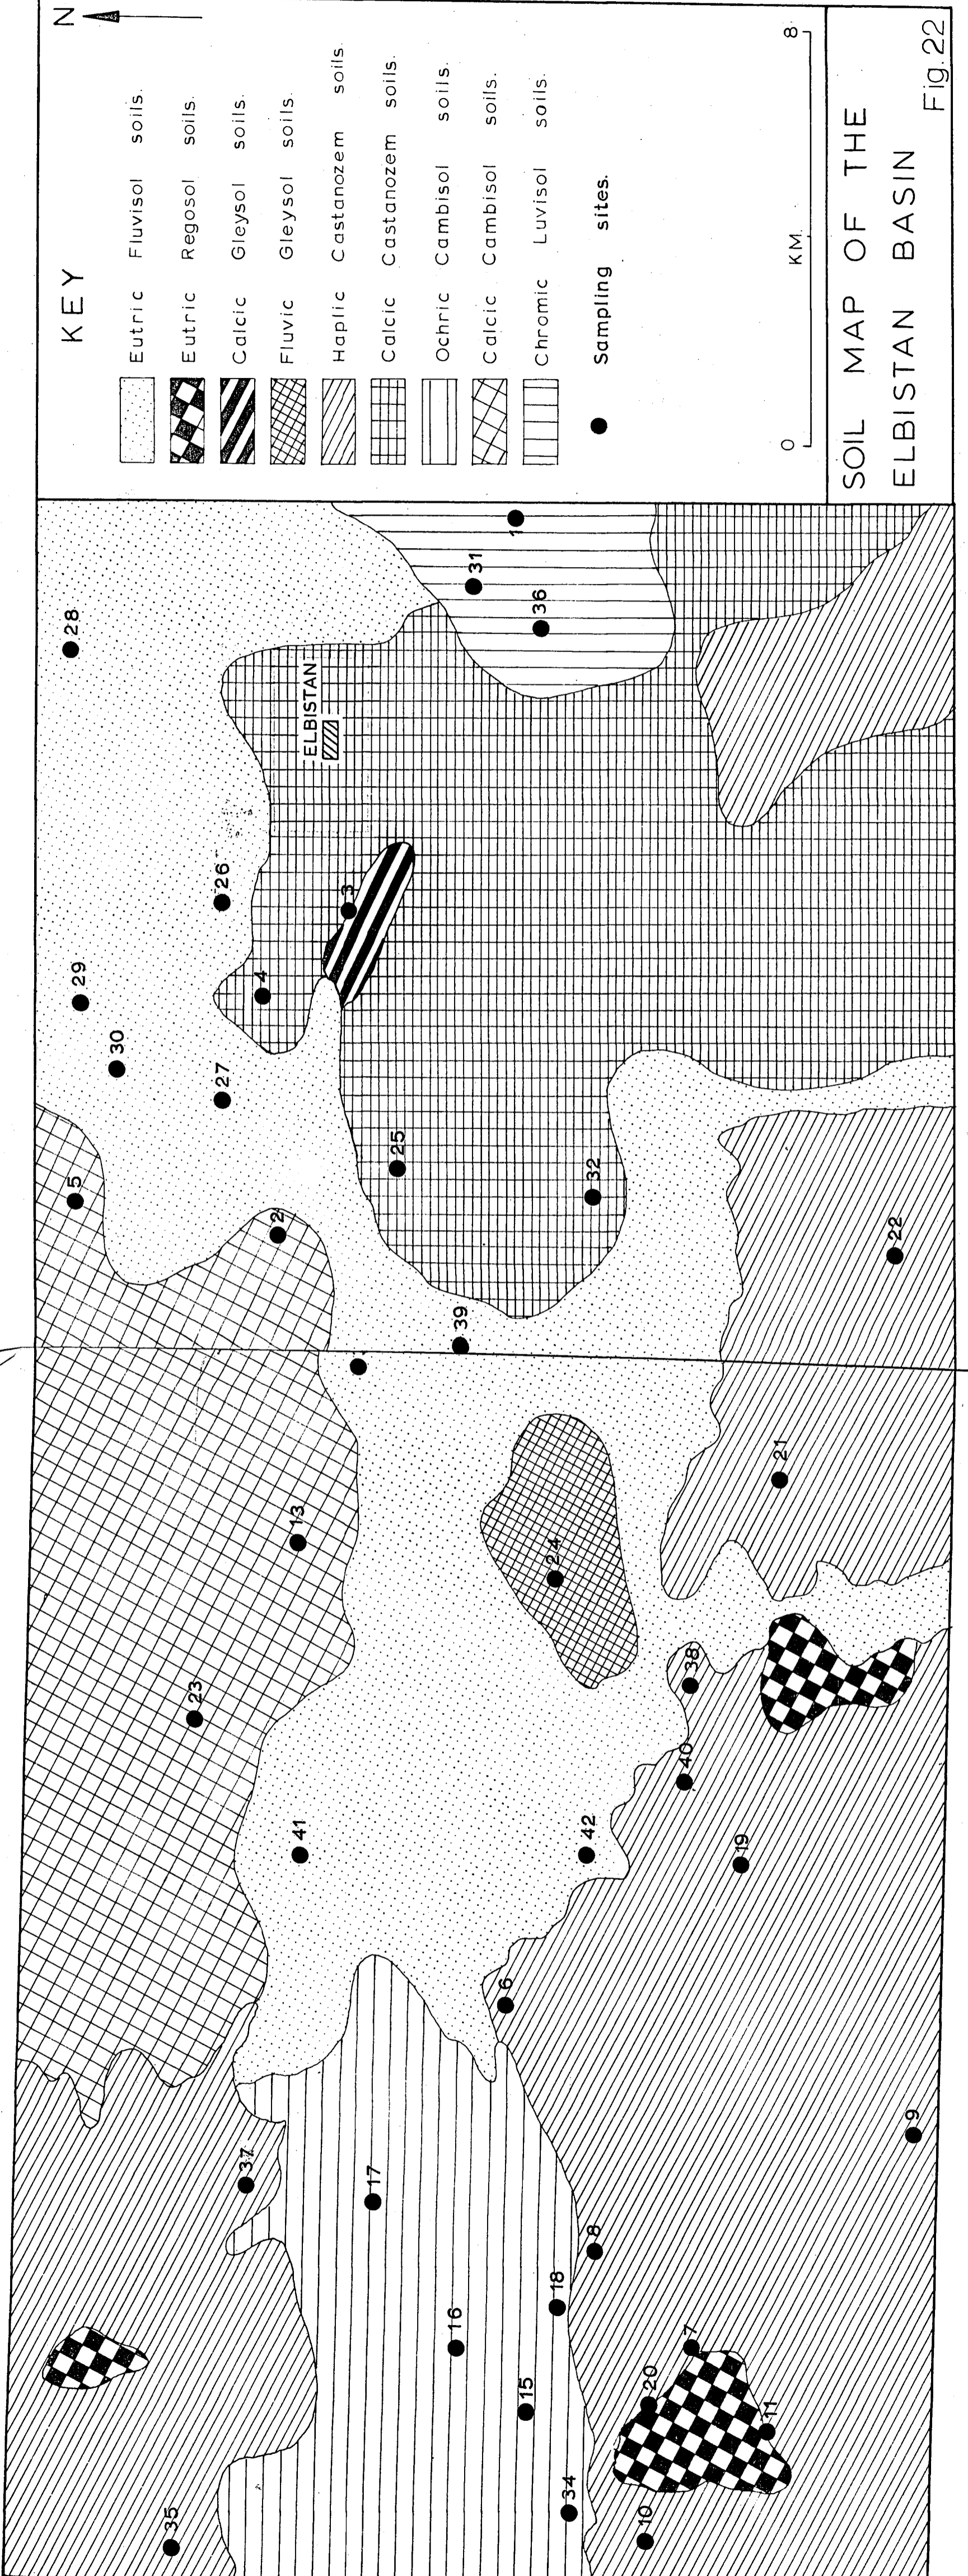 N
KEY
Eutric Fluvisol soils.
Eutric Regosol soils.
Calcic Gleysol soils.
Fluvic Gleysol soils.
Haplic Castanozem soils.
Calcic Castanozem soils.
Ochric Cambisol soils.
Calcic Cambisol soils.
Chromic Luvisol soils.
Sampling sites.
0 KM. 8
SOIL MAP OF THE
ELBISTAN BASIN
Fig. 22
28
ELBISTAN
31
36
1
26
3
29
4
30
27
25
32
5
2
22
39
21
13
24
38
23
40
41
42
19
6
9
37
17
8
18
16
7
15
20
11
34
10
35